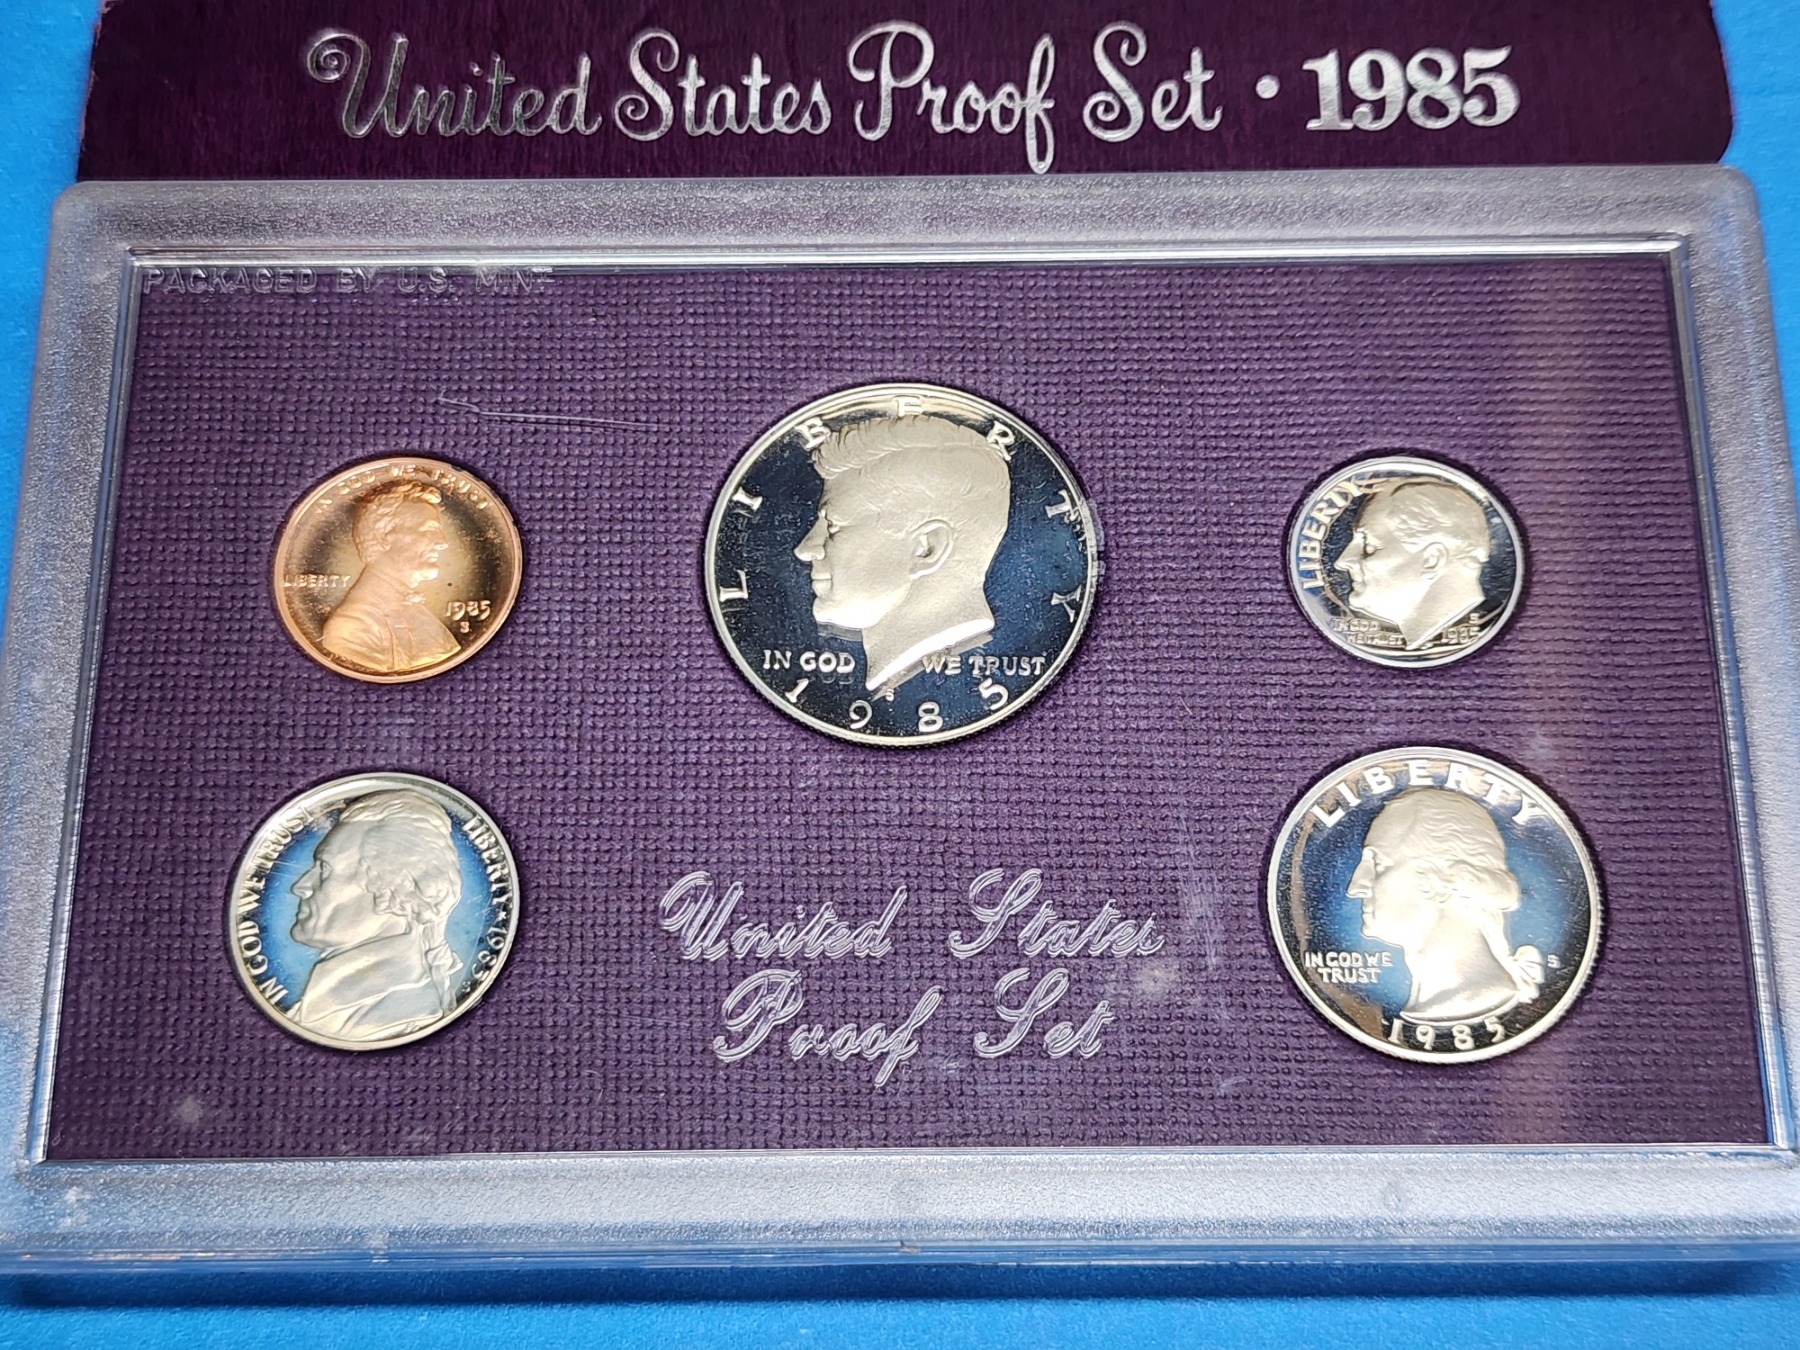 United States Proof Set · 1985
PACKAGED BY U.S. MINT
IN GOD WE TRUST
LIBERTY
1985
S
LIBERTY
IN GOD WE TRUST
S
1985
LIBERTY
IN GOD
WE TRUST
S
1985
IN GOD WE TRUST
LIBERTY ★ 1985
S
United States
Proof Set
LIBERTY
IN GOD WE
TRUST
S
1985